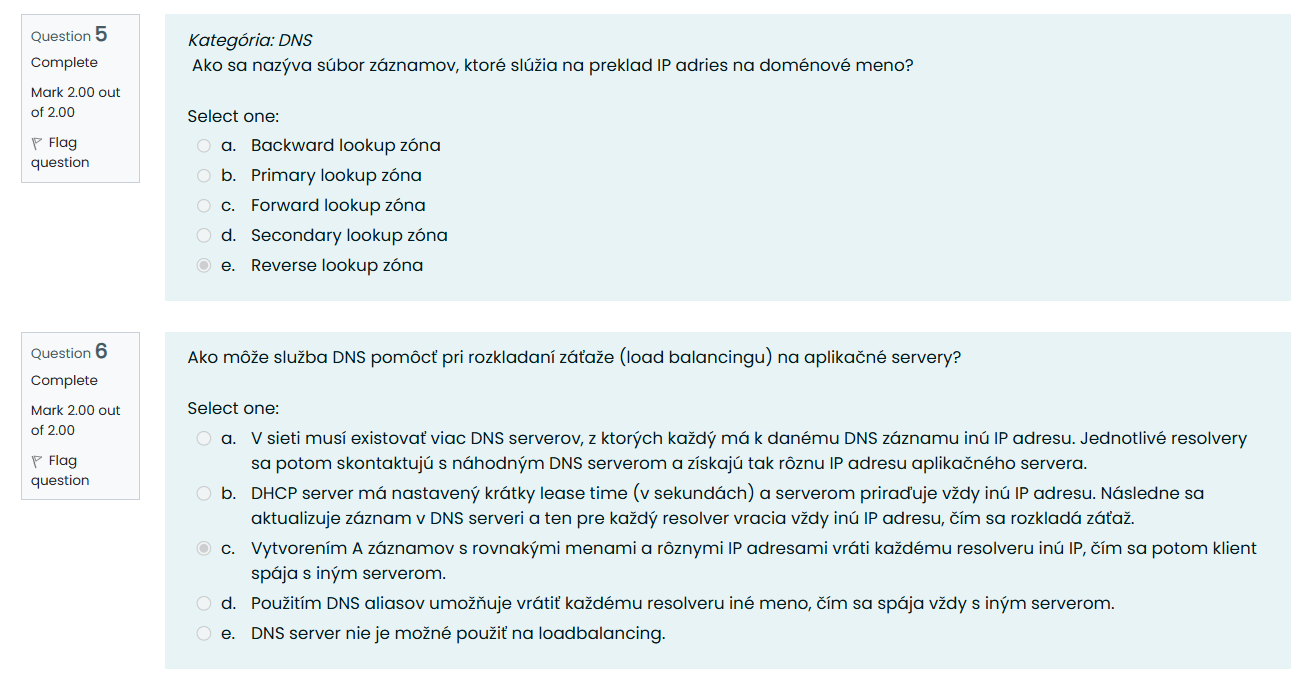 Question 5
Complete
Mark 2.00 out
of 2.00
Flag
question
Kategória: DNS
Ako sa nazýva súbor záznamov, ktoré slúžia na preklad IP adries na doménové meno?
Select one:
a. Backward lookup zóna
b. Primary lookup zóna
c. Forward lookup zóna
d. Secondary lookup zóna
e. Reverse lookup zóna
Question 6
Complete
Mark 2.00 out
of 2.00
Flag
question
Ako môže služba DNS pomôcť pri rozkladaní záťaže (load balancingu) na aplikačné servery?
Select one:
a. V sieti musí existovať viac DNS serverov, z ktorých každý má k danému DNS záznamu inú IP adresu. Jednotlivé resolvery
sa potom skontaktujú s náhodným DNS serverom a získajú tak rôznu IP adresu aplikačného servera.
b. DHCP server má nastavený krátky lease time (v sekundách) a serverom priraďuje vždy inú IP adresu. Následne sa
aktualizuje záznam v DNS serveri a ten pre každý resolver vracia vždy inú IP adresu, čím sa rozkladá záťaž.
c. Vytvorením A záznamov s rovnakými menami a rôznymi IP adresami vráti každému resolveru inú IP, čím sa potom klient
spája s iným serverom.
d. Použitím DNS aliasov umožňuje vrátiť každému resolveru iné meno, čím sa spája vždy s iným serverom.
e. DNS server nie je možné použiť na loadbalancing.